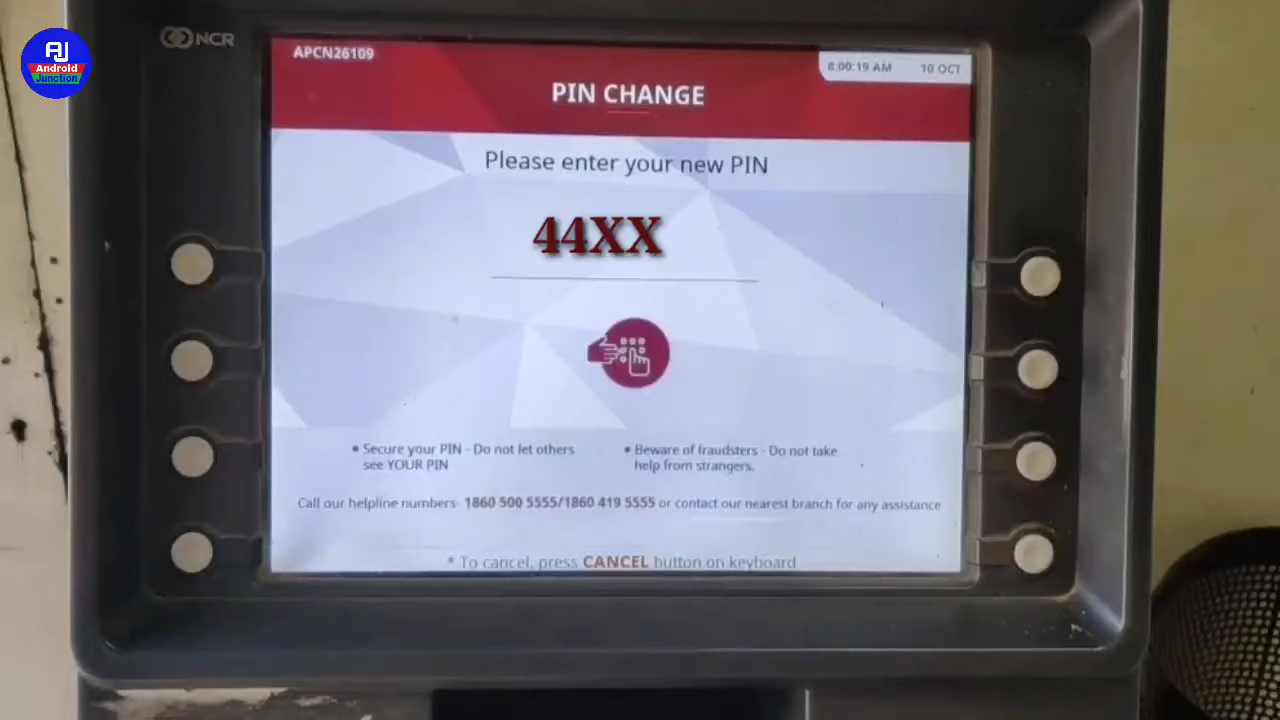 NCR
AJ
Android
Junction
APCN26109
8:00:19 AM 10 OCT
PIN CHANGE
Please enter your new PIN
44XX
• Secure your PIN - Do not let others
see YOUR PIN
• Beware of fraudsters - Do not take
help from strangers.
Call our helpline numbers- 1860 500 5555/1860 419 5555 or contact our nearest branch for any assistance
* To cancel, press CANCEL button on keyboard